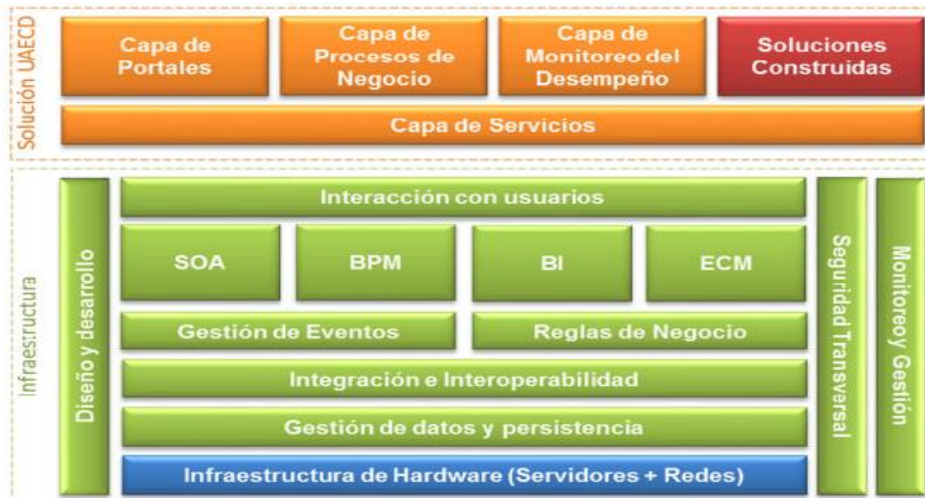 Solución UAECD
Capa de
Portales
Capa de
Procesos de
Negocio
Capa de
Monitoreo del
Desempeño
Soluciones
Construidas
Capa de Servicios
Infraestructura
Diseño y desarrollo
Interacción con usuarios
SOA
BPM
BI
ECM
Gestión de Eventos
Reglas de Negocio
Integración e Interoperabilidad
Gestión de datos y persistencia
Infraestructura de Hardware (Servidores + Redes)
Seguridad Transversal
Monitoreo y Gestión